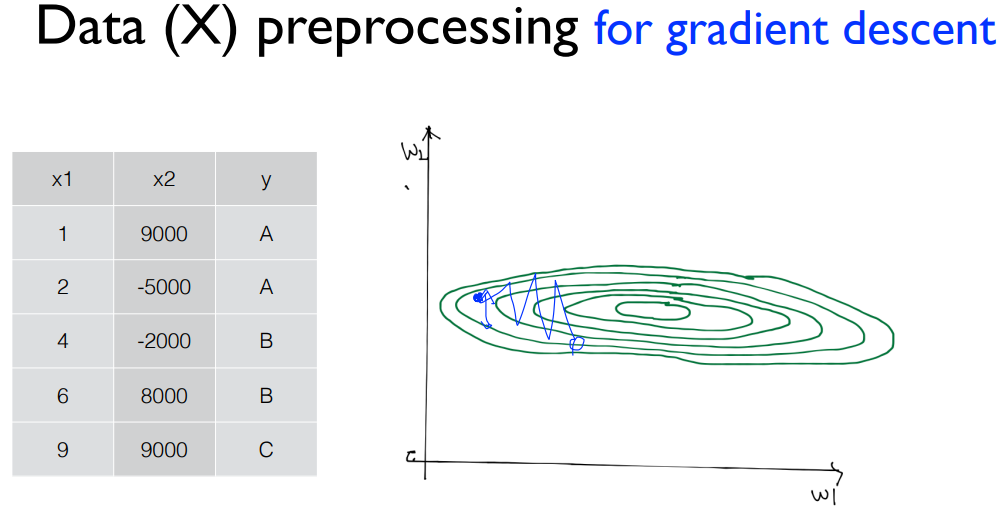 Data (X) preprocessing for gradient descent
x1 x2 y
1 9000 A
2 -5000 A
4 -2000 B
6 8000 B
9 9000 C
w2
w1